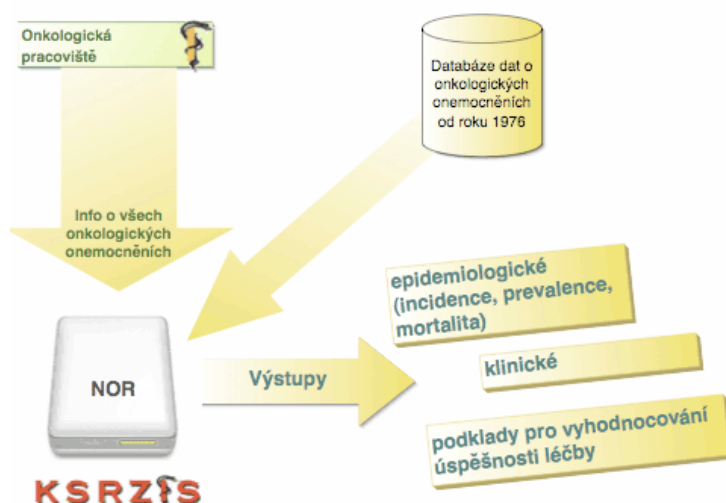 Onkologická
pracoviště
Databáze dat o
onkologických
onemocněních
od roku 1976
Info o všech
onkologických
onemocněních
epidemiologické
(incidence, prevalence,
mortalita)
NOR
Výstupy
klinické
podklady pro vyhodnocování
úspěšnosti léčby
KSRZIS